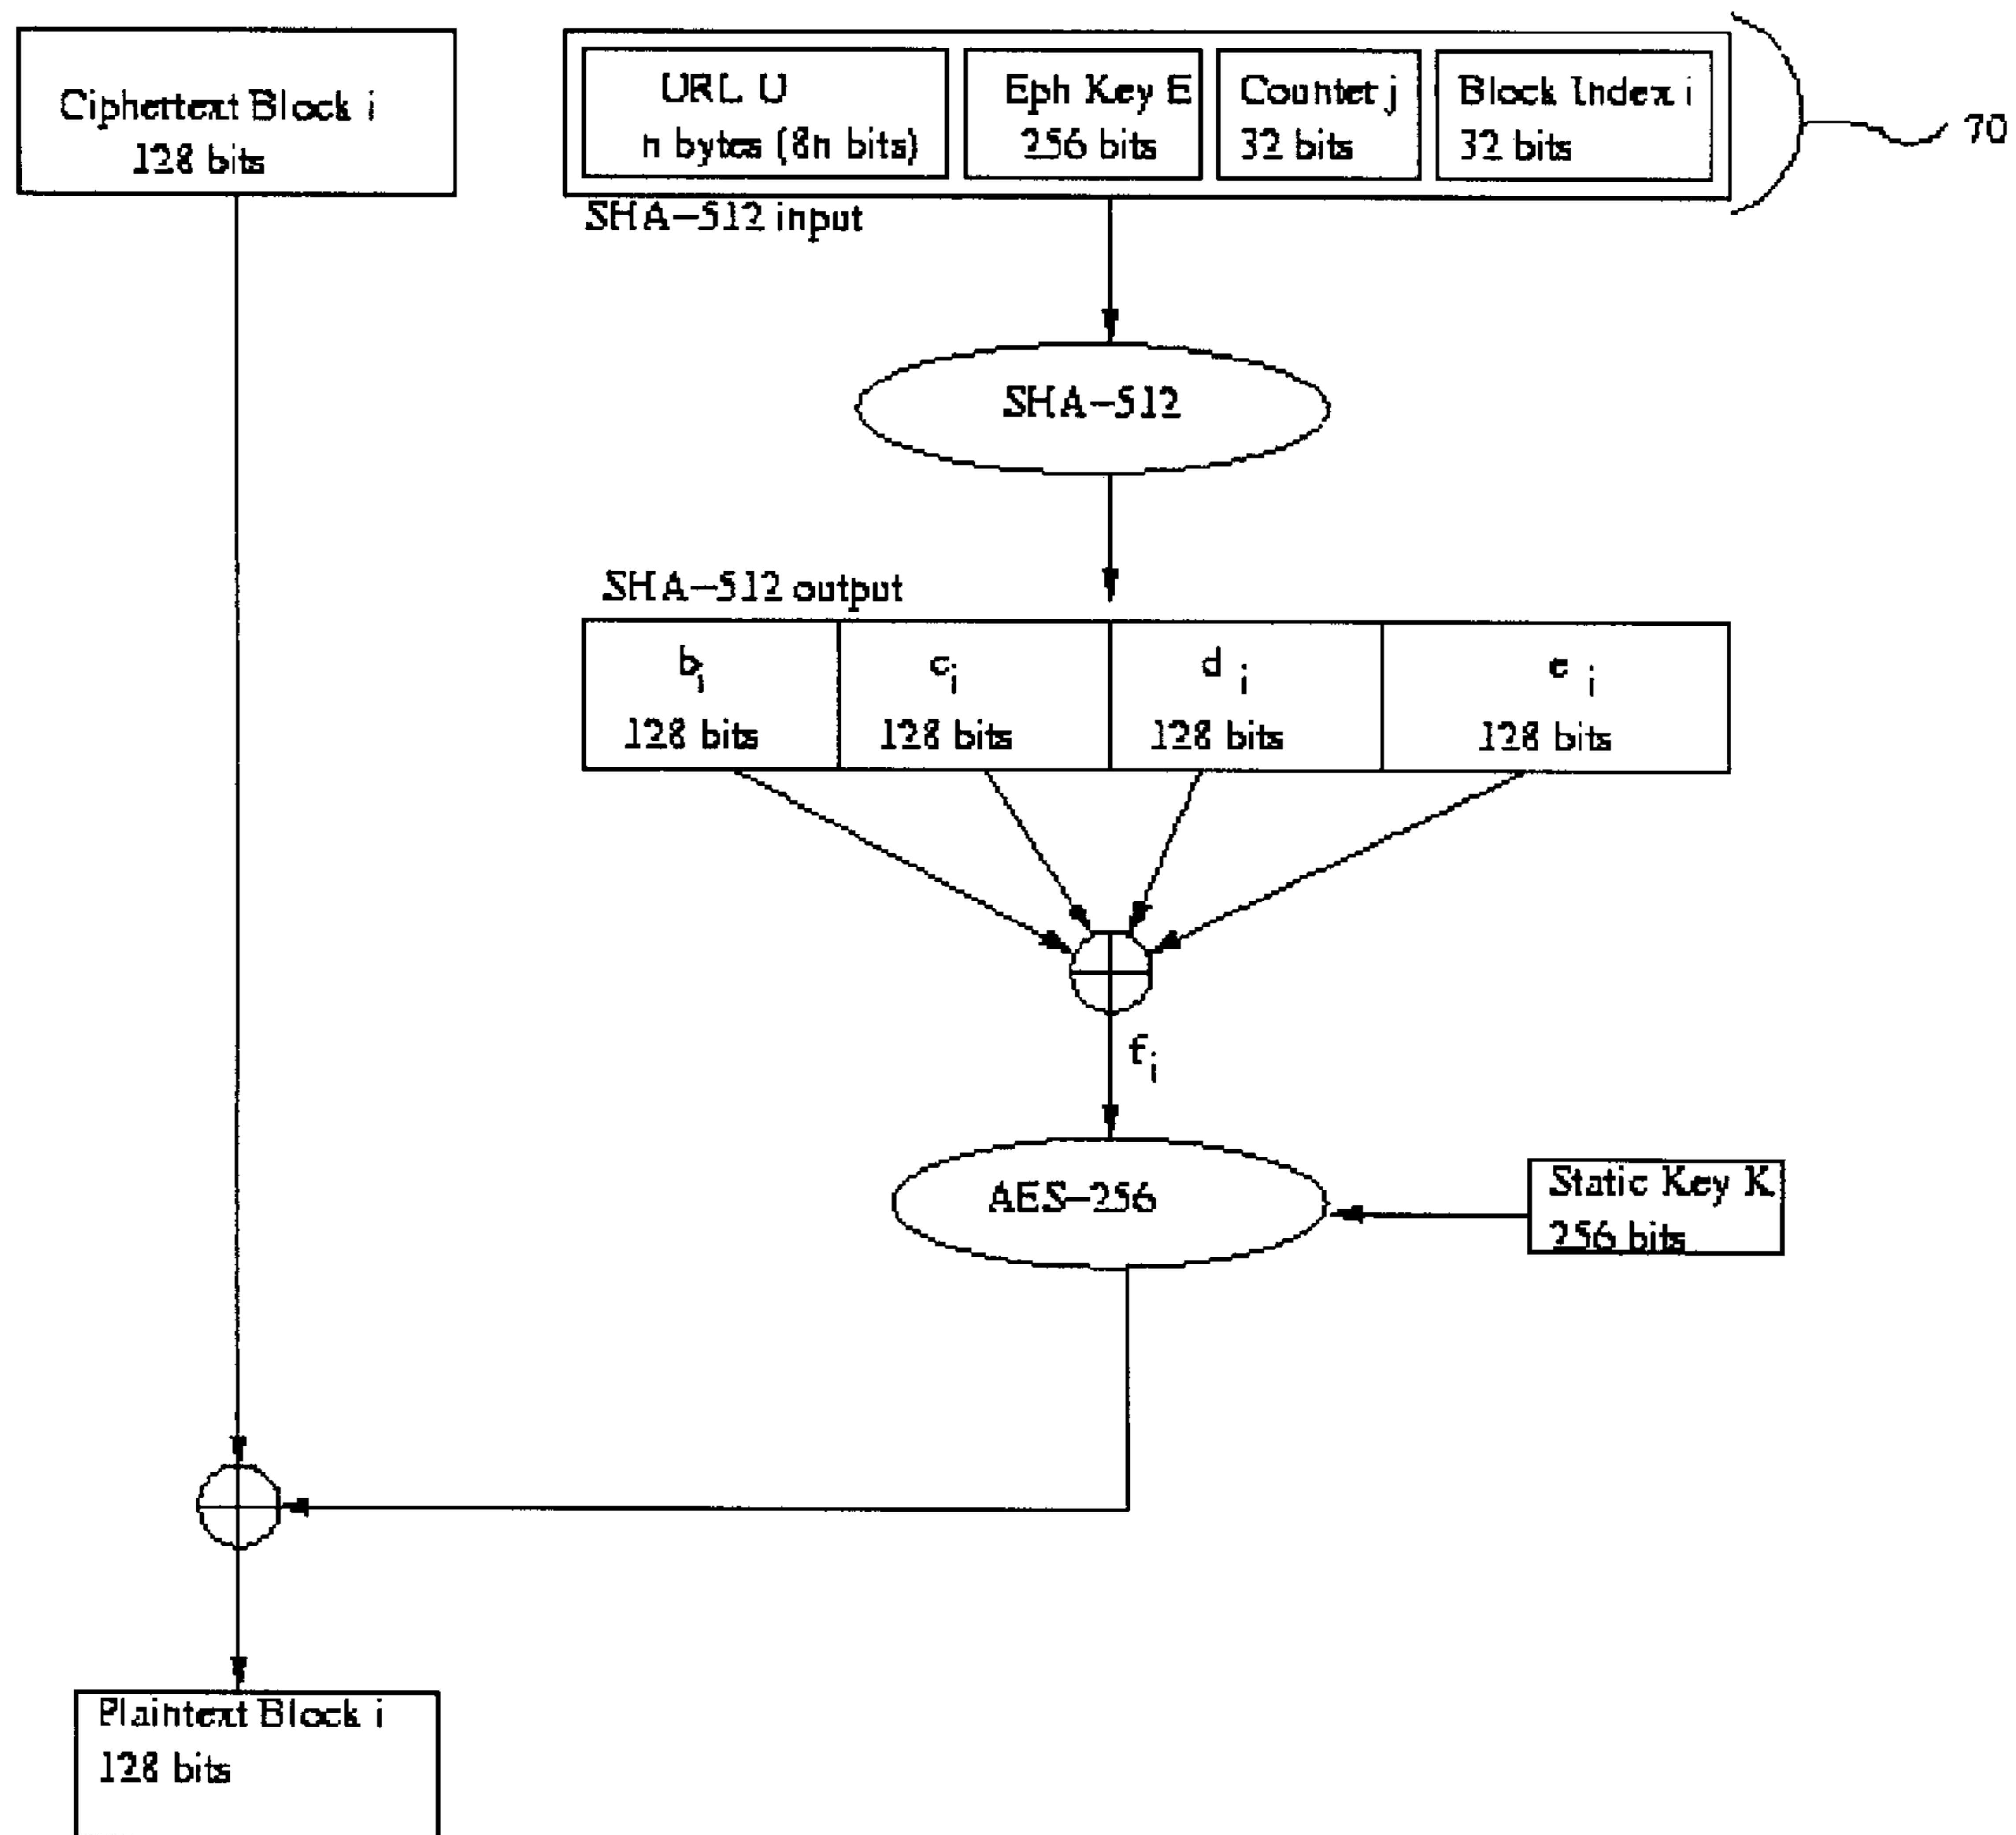 Ciphertext Block i
128 bits
URL U
n bytes (8n bits)
Eph Key E
256 bits
Counter j
32 bits
Block Index i
32 bits
70
SHA-512 input
SHA-512
SHA-512 output
b i
128 bits
c i
128 bits
d i
128 bits
e i
128 bits
f i
AES-256
Static Key K
256 bits
Plaintext Block i
128 bits